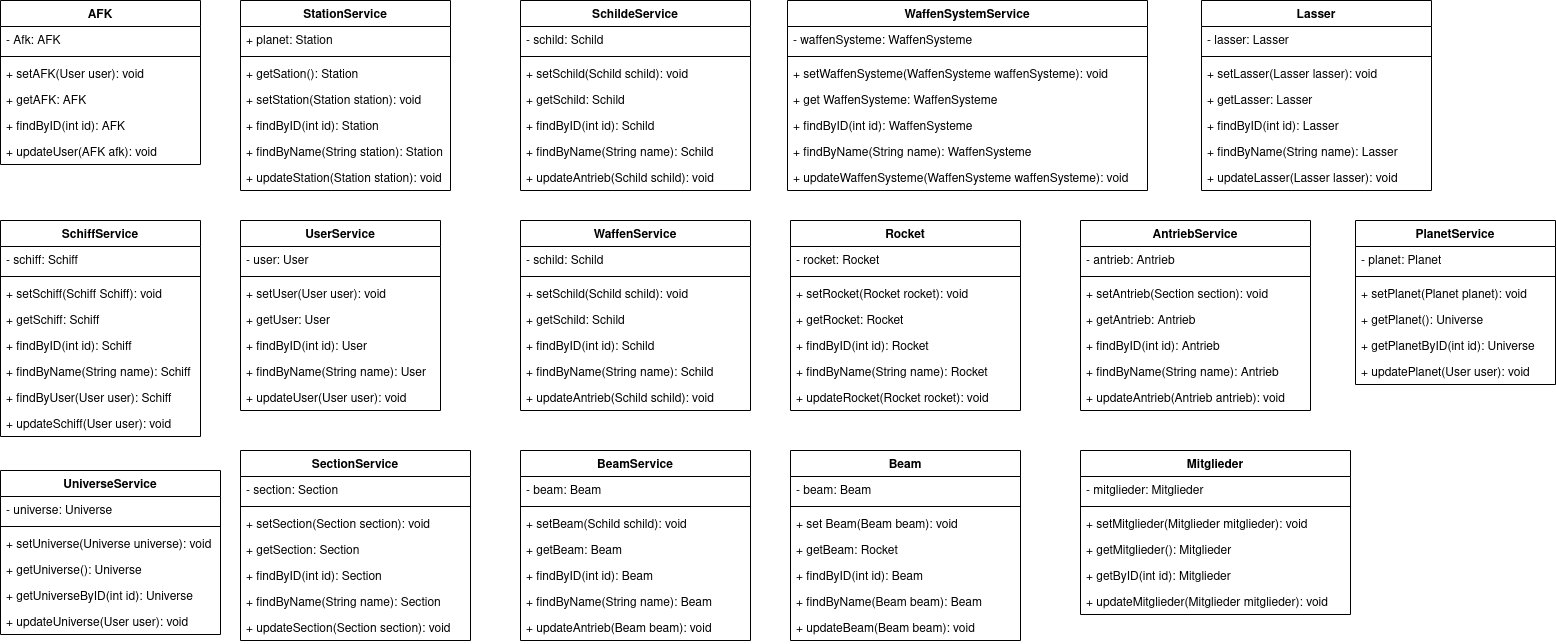 AFK
- Afk: AFK
+ setAFK(User user): void
+ getAFK: AFK
+ findByID(int id): AFK
+ updateUser(AFK afk): void
StationService
+ planet: Station
+ getSation(): Station
+ setStation(Station station): void
+ findByID(int id): Station
+ findByName(String station): Station
+ updateStation(Station station): void
SchildeService
- schild: Schild
+ setSchild(Schild schild): void
+ getSchild: Schild
+ findByID(int id): Schild
+ findByName(String name): Schild
+ updateAntrieb(Schild schild): void
WaffenSystemService
- waffenSysteme: WaffenSysteme
+ setWaffenSysteme(WaffenSysteme waffenSysteme): void
+ get WaffenSysteme: WaffenSysteme
+ findByID(int id): WaffenSysteme
+ findByName(String name): WaffenSysteme
+ updateWaffenSysteme(WaffenSysteme waffenSysteme): void
Lasser
- lasser: Lasser
+ setLasser(Lasser lasser): void
+ getLasser: Lasser
+ findByID(int id): Lasser
+ findByName(String name): Lasser
+ updateLasser(Lasser lasser): void
SchiffService
- schiff: Schiff
+ setSchiff(Schiff Schiff): void
+ getSchiff: Schiff
+ findByID(int id): Schiff
+ findByName(String name): Schiff
+ findByUser(User user): Schiff
+ updateSchiff(User user): void
UserService
- user: User
+ setUser(User user): void
+ getUser: User
+ findByID(int id): User
+ findByName(String name): User
+ updateUser(User user): void
WaffenService
- schild: Schild
+ setSchild(Schild schild): void
+ getSchild: Schild
+ findByID(int id): Schild
+ findByName(String name): Schild
+ updateAntrieb(Schild schild): void
Rocket
- rocket: Rocket
+ setRocket(Rocket rocket): void
+ getRocket: Rocket
+ findByID(int id): Rocket
+ findByName(String name): Rocket
+ updateRocket(Rocket rocket): void
AntriebService
- antrieb: Antrieb
+ setAntrieb(Section section): void
+ getAntrieb: Antrieb
+ findByID(int id): Antrieb
+ findByName(String name): Antrieb
+ updateAntrieb(Antrieb antrieb): void
PlanetService
- planet: Planet
+ setPlanet(Planet planet): void
+ getPlanet(): Universe
+ getPlanetByID(int id): Universe
+ updatePlanet(User user): void
UniverseService
- universe: Universe
+ setUniverse(Universe universe): void
+ getUniverse(): Universe
+ getUniverseByID(int id): Universe
+ updateUniverse(User user): void
SectionService
- section: Section
+ setSection(Section section): void
+ getSection: Section
+ findByID(int id): Section
+ findByName(String name): Section
+ updateSection(Section section): void
BeamService
- beam: Beam
+ setBeam(Schild schild): void
+ getBeam: Beam
+ findByID(int id): Beam
+ findByName(String name): Beam
+ updateAntrieb(Beam beam): void
Beam
- beam: Beam
+ set Beam(Beam beam): void
+ getBeam: Rocket
+ findByID(int id): Beam
+ findByName(Beam beam): Beam
+ updateBeam(Beam beam): void
Mitglieder
- mitglieder: Mitglieder
+ setMitglieder(Mitglieder mitglieder): void
+ getMitglieder(): Mitglieder
+ getByID(int id): Mitglieder
+ updateMitglieder(Mitglieder mitglieder): void